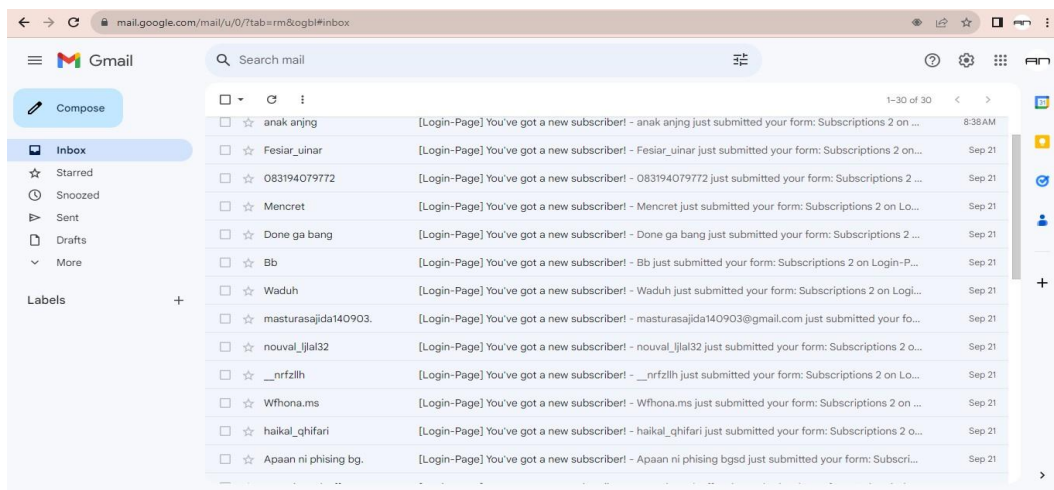 mail.google.com/mail/u/0/?tab=rm&ogbl#inbox
Gmail
Search mail
Compose
1–30 of 30
Inbox
Starred
Snoozed
Sent
Drafts
More
Labels
anak anjng [Login-Page] You've got a new subscriber! - anak anjng just submitted your form: Subscriptions 2 on ... 8:38 AM
Fesiar_uinar [Login-Page] You've got a new subscriber! - Fesiar_uinar just submitted your form: Subscriptions 2 on... Sep 21
083194079772 [Login-Page] You've got a new subscriber! - 083194079772 just submitted your form: Subscriptions 2 ... Sep 21
Mencret [Login-Page] You've got a new subscriber! - Mencret just submitted your form: Subscriptions 2 on Lo... Sep 21
Done ga bang [Login-Page] You've got a new subscriber! - Done ga bang just submitted your form: Subscriptions 2 ... Sep 21
Bb [Login-Page] You've got a new subscriber! - Bb just submitted your form: Subscriptions 2 on Login-P... Sep 21
Waduh [Login-Page] You've got a new subscriber! - Waduh just submitted your form: Subscriptions 2 on Logi... Sep 21
masturasajida140903. [Login-Page] You've got a new subscriber! - masturasajida140903@gmail.com just submitted your fo... Sep 21
nouval_ljlal32 [Login-Page] You've got a new subscriber! - nouval_ljlal32 just submitted your form: Subscriptions 2 o... Sep 21
__nrfzllh [Login-Page] You've got a new subscriber! - __nrfzllh just submitted your form: Subscriptions 2 on Lo... Sep 21
Wfhona.ms [Login-Page] You've got a new subscriber! - Wfhona.ms just submitted your form: Subscriptions 2 on ... Sep 21
haikal_qhifari [Login-Page] You've got a new subscriber! - haikal_qhifari just submitted your form: Subscriptions 2 o... Sep 21
Apaan ni phising bg. [Login-Page] You've got a new subscriber! - Apaan ni phising bgsd just submitted your form: Subscri... Sep 21